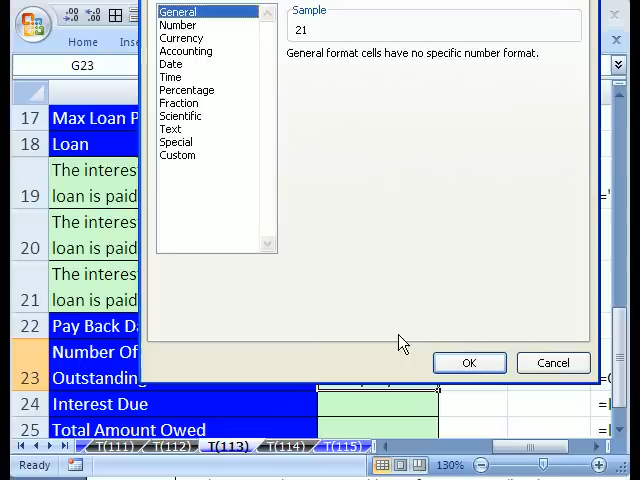 General
Number
Currency
Accounting
Date
Time
Percentage
Fraction
Scientific
Text
Special
Custom
Sample
21
General format cells have no specific number format.
OK
Cancel
Home
Inse
G23
17
Max Loan P
18
Loan
The interes
19
loan is paid
The interes
20
loan is paid
The interes
21
loan is paid
22
Pay Back Da
Number Of
23
Outstanding
24
Interest Due
25
Total Amount Owed
T(111)
T(112)
T(113)
T(114)
T(115)
Ready
130%